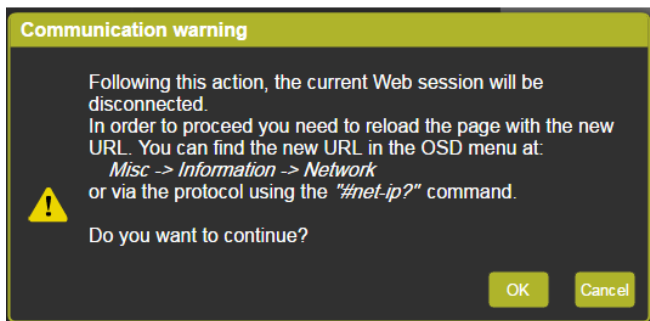 Communication warning
Following this action, the current Web session will be
disconnected.
In order to proceed you need to reload the page with the new
URL. You can find the new URL in the OSD menu at:
Misc -> Information -> Network
or via the protocol using the "#net-ip?" command.
Do you want to continue?
OK Cancel